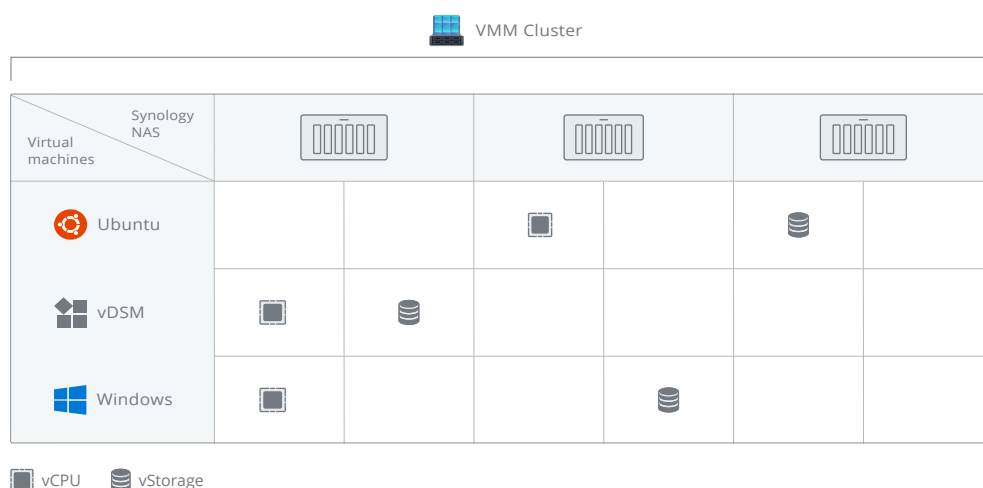 VMM Cluster
Synology
NAS
Virtual
machines
Ubuntu
vDSM
Windows
vCPU
vStorage